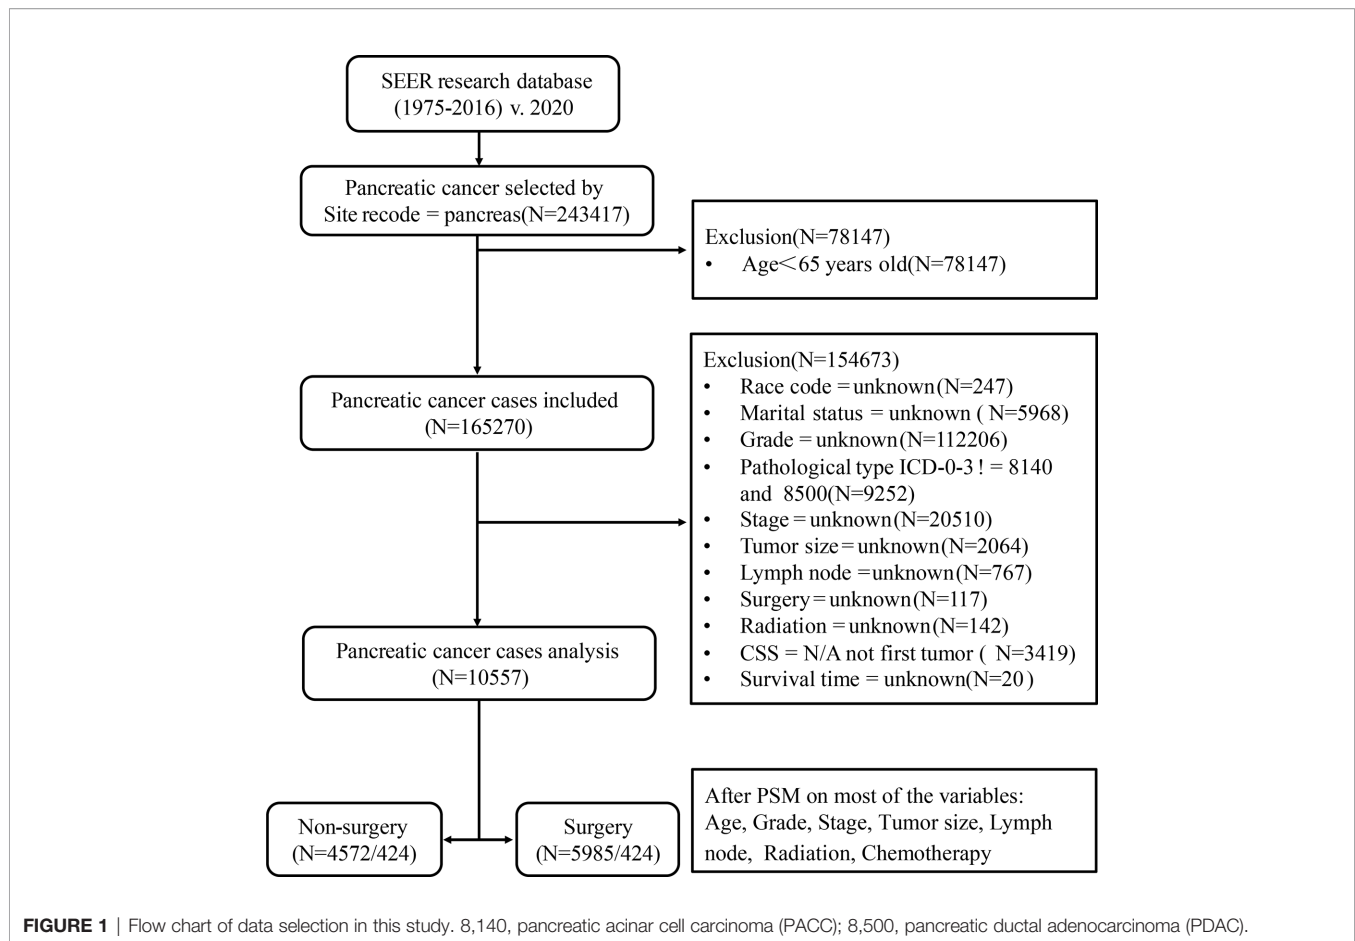 SEER research database
(1975-2016) v. 2020
Pancreatic cancer selected by
Site recode = pancreas(N=243417)
Exclusion(N=78147)
• Age<65 years old(N=78147)
Pancreatic cancer cases included
(N=165270)
Exclusion(N=154673)
• Race code = unknown(N=247)
• Marital status = unknown ( N=5968)
• Grade = unknown(N=112206)
• Pathological type ICD-0-3! = 8140
and 8500(N=9252)
• Stage = unknown(N=20510)
• Tumor size = unknown(N=2064)
• Lymph node =unknown(N=767)
• Surgery = unknown(N=117)
• Radiation = unknown(N=142)
• CSS = N/A not first tumor ( N=3419)
• Survival time = unknown(N=20 )
Pancreatic cancer cases analysis
(N=10557)
Non-surgery
(N=4572/424)
Surgery
(N=5985/424)
After PSM on most of the variables:
Age, Grade, Stage, Tumor size, Lymph
node, Radiation, Chemotherapy
FIGURE 1 | Flow chart of data selection in this study. 8,140, pancreatic acinar cell carcinoma (PACC); 8,500, pancreatic ductal adenocarcinoma (PDAC).